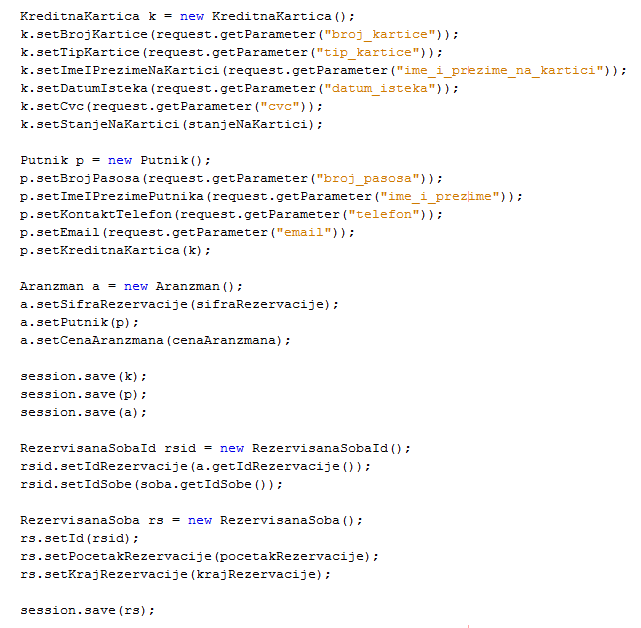 KreditnaKartica k = new KreditnaKartica();
k.setBrojKartice(request.getParameter("broj_kartice"));
k.setTipKartice(request.getParameter("tip_kartice"));
k.setImeIPrezimeNaKartici(request.getParameter("ime_i_prezime_na_kartici"));
k.setDatumIsteka(request.getParameter("datum_isteka"));
k.setCvc(request.getParameter("cvc"));
k.setStanjeNaKartici(stanjeNaKartici);

Putnik p = new Putnik();
p.setBrojPasosa(request.getParameter("broj_pasosa"));
p.setImeIPrezimePutnika(request.getParameter("ime_i_prezime"));
p.setKontaktTelefon(request.getParameter("telefon"));
p.setEmail(request.getParameter("email"));
p.setKreditnaKartica(k);

Aranzman a = new Aranzman();
a.setSifraRezervacije(sifraRezervacije);
a.setPutnik(p);
a.setCenaAranzmana(cenaAranzmana);

session.save(k);
session.save(p);
session.save(a);

RezervisanaSobaId rsid = new RezervisanaSobaId();
rsid.setIdRezervacije(a.getIdRezervacije());
rsid.setIdSobe(soba.getIdSobe());

RezervisanaSoba rs = new RezervisanaSoba();
rs.setId(rsid);
rs.setPocetakRezervacije(pocetakRezervacije);
rs.setKrajRezervacije(krajRezervacije);

session.save(rs);